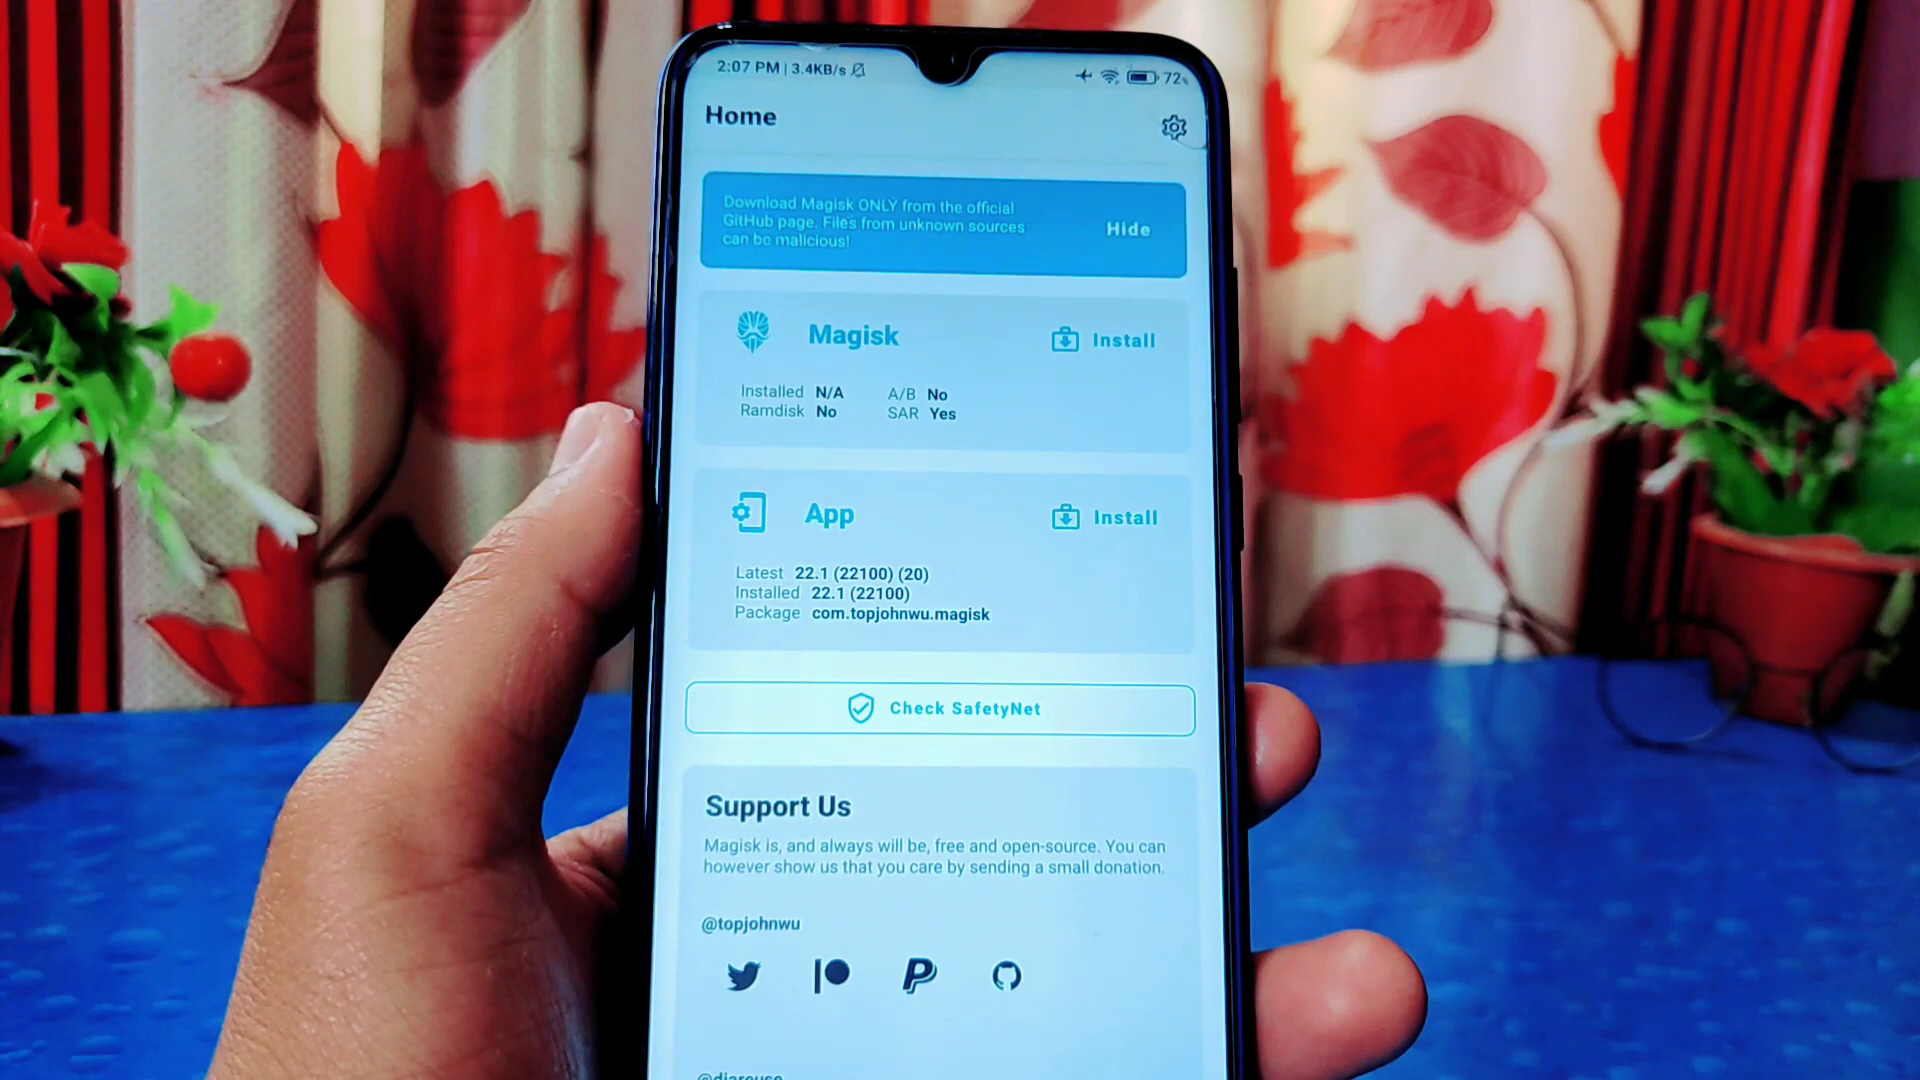 2:07 PM | 3.4KB/s
72%
Home
Download Magisk ONLY from the official
GitHub page. Files from unknown sources
can be malicious!
Hide
Magisk
Install
Installed N/A
A/B No
Ramdisk No
SAR Yes
App
Install
Latest 22.1 (22100) (20)
Installed 22.1 (22100)
Package com.topjohnwu.magisk
Check SafetyNet
Support Us
Magisk is, and always will be, free and open-source. You can
however show us that you care by sending a small donation.
@topjohnwu